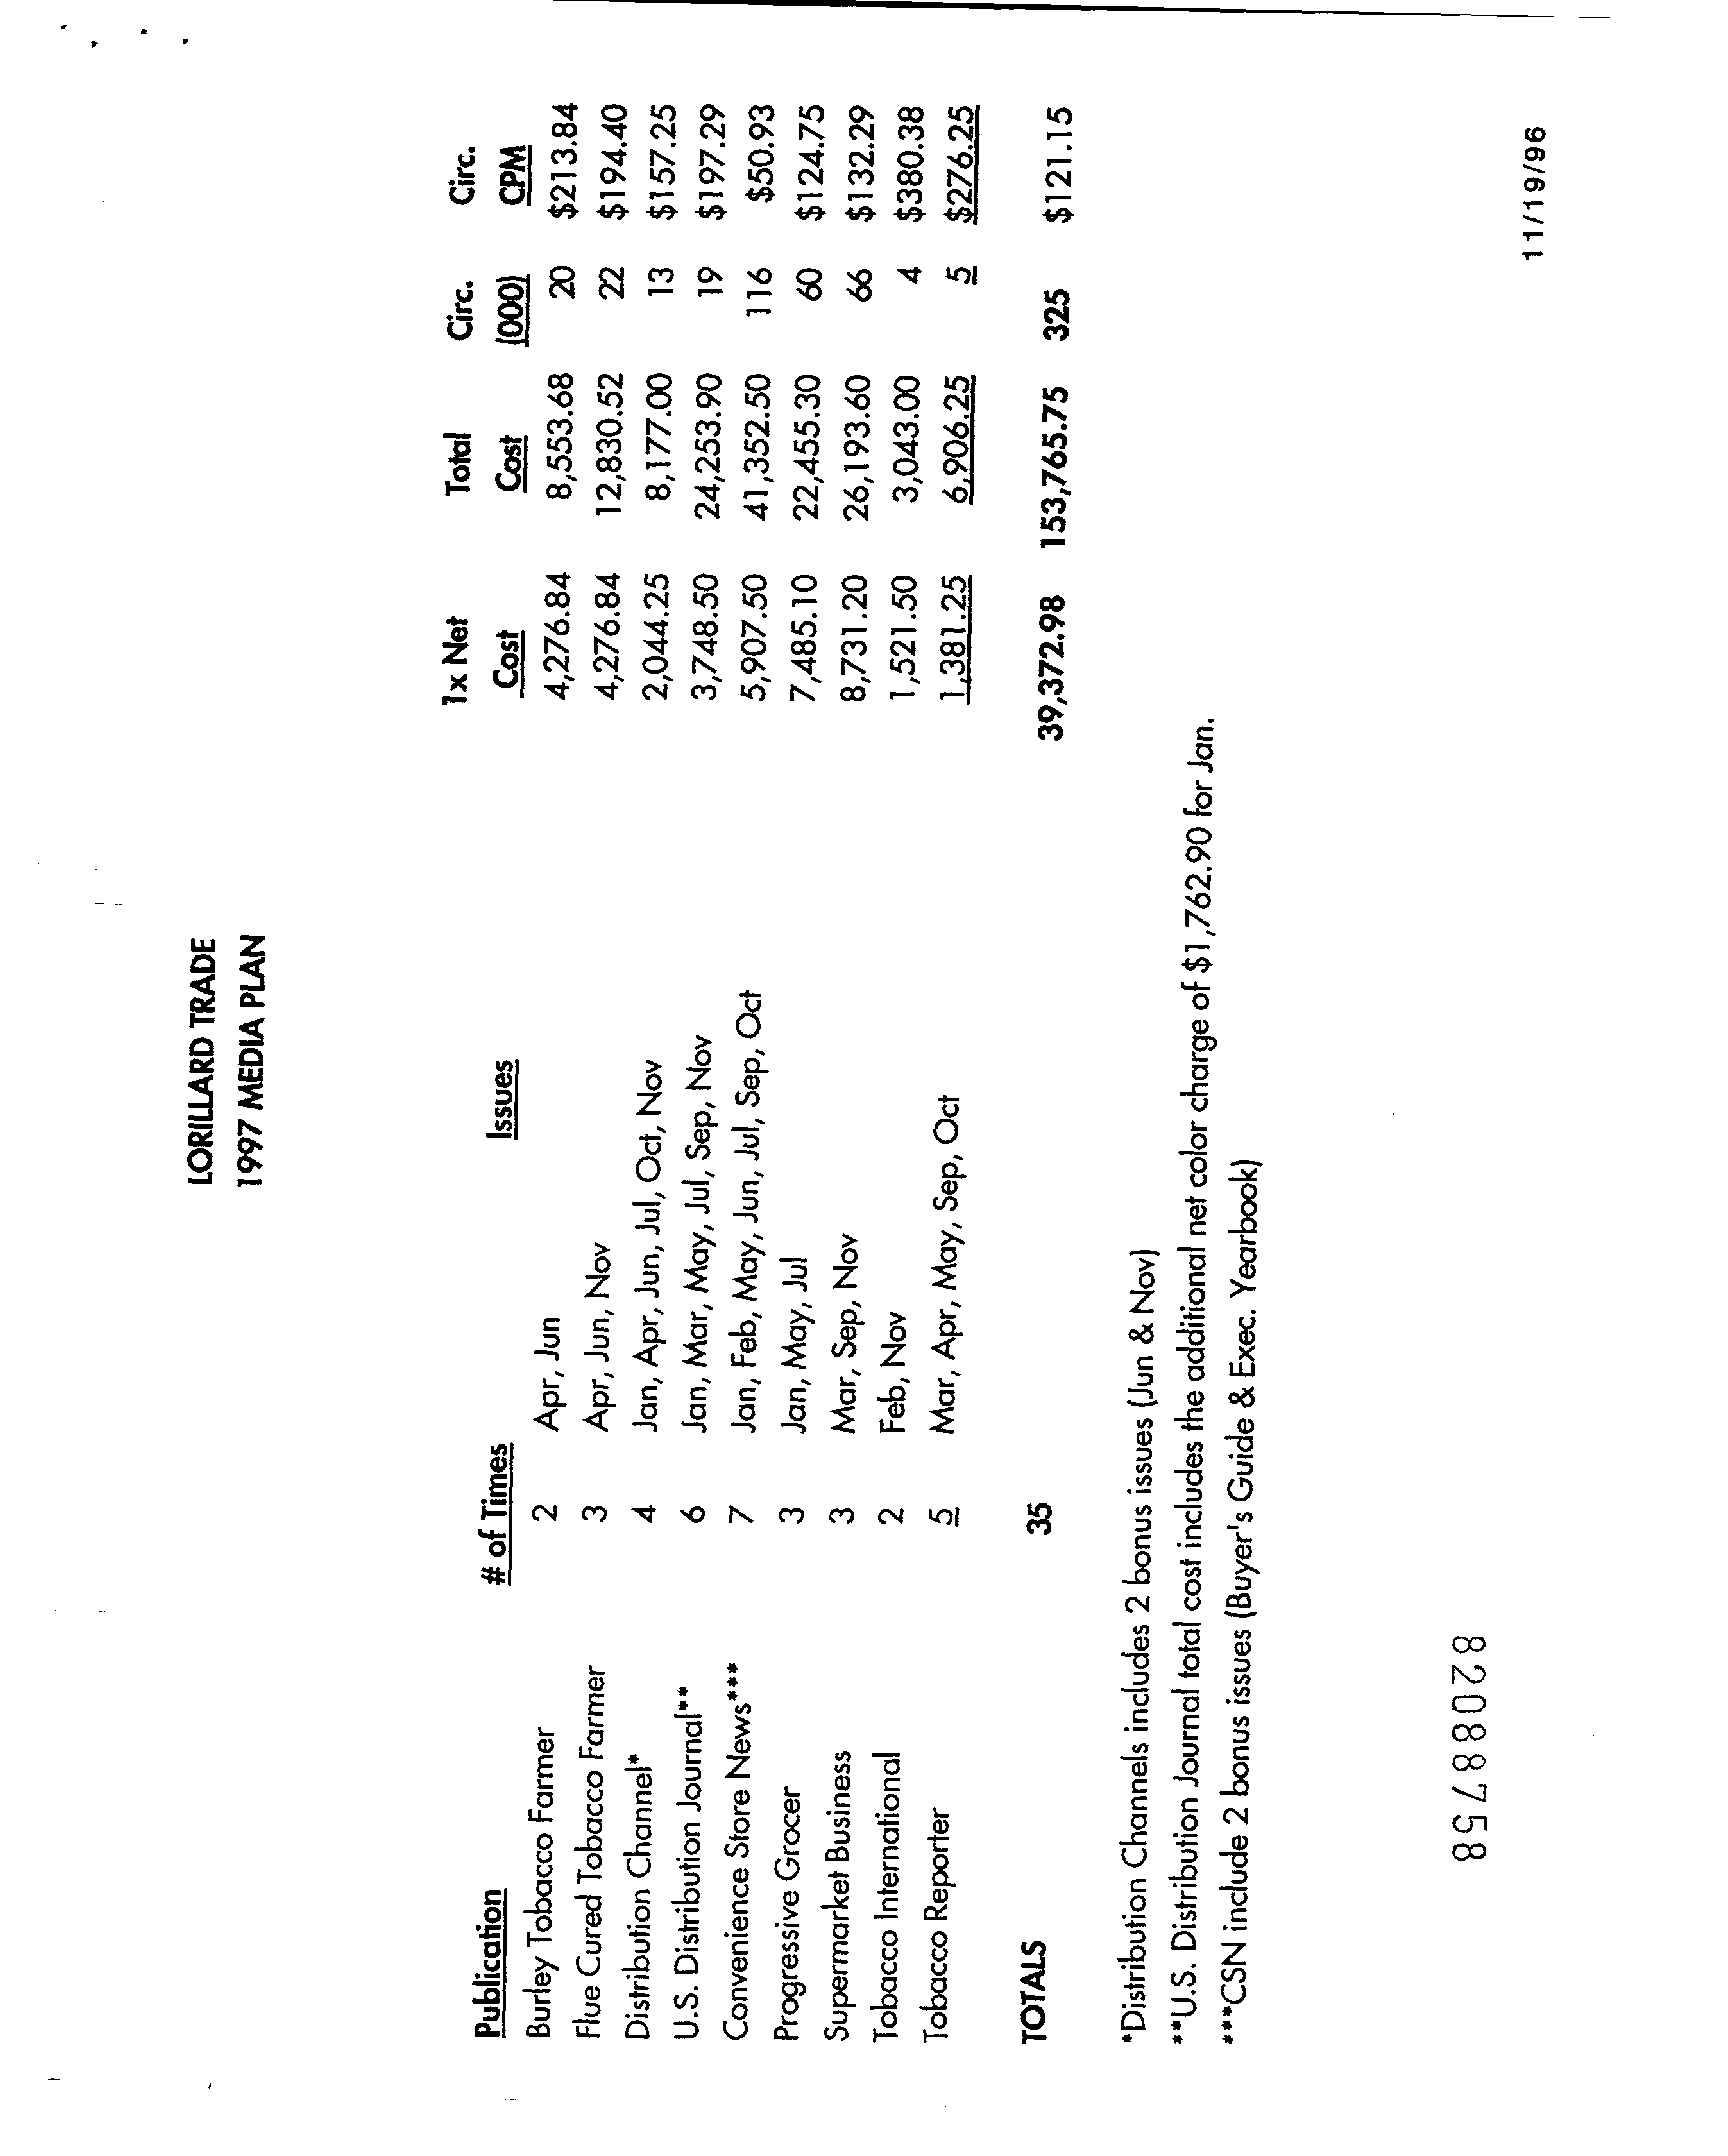 LORILLARD TRADE
1997 MEDIA PLAN
1x Net Total Circ. Circ.
Publication # of Times Issues Cost Cost (000) CPM
Burley Tobacco Farmer 2 Apr, Jun 4,276.84 8,553.68 20 $213.84
Flue Cured Tobacco Farmer 3 Apr, Jun, Nov 4,276.84 12,830.52 22 $194.40
Distribution Channel* 4 Jan, Apr, Jun, Jul, Oct, Nov 2,044.25 8,177.00 13 $157.25
U.S. Distribution Journal** 6 Jan, Mar, May, Jul, Sep, Nov 3,748.50 24,253.90 19 $197.29
Convenience Store News*** 7 Jan, Feb, May, Jun, Jul, Sep, Oct 5,907.50 41,352.50 116 $50.93
Progressive Grocer 3 Jan, May, Jul 7,485.10 22,455.30 60 $124.75
Supermarket Business 3 Mar, Sep, Nov 8,731.20 26,193.60 66 $132.29
Tobacco International 2 Feb, Nov 1,521.50 3,043.00 4 $380.38
Tobacco Reporter 5 Mar, Apr, May, Sep, Oct 1,381.25 6,906.25 5 $276.25
TOTALS 35 39,372.98 153,765.75 325 $121.15
*Distribution Channels includes 2 bonus issues (Jun & Nov)
**U.S. Distribution Journal total cost includes the additional net color charge of $1,762.90 for Jan.
***CSN include 2 bonus issues (Buyer's Guide & Exec. Yearbook)
82088758
11/19/96